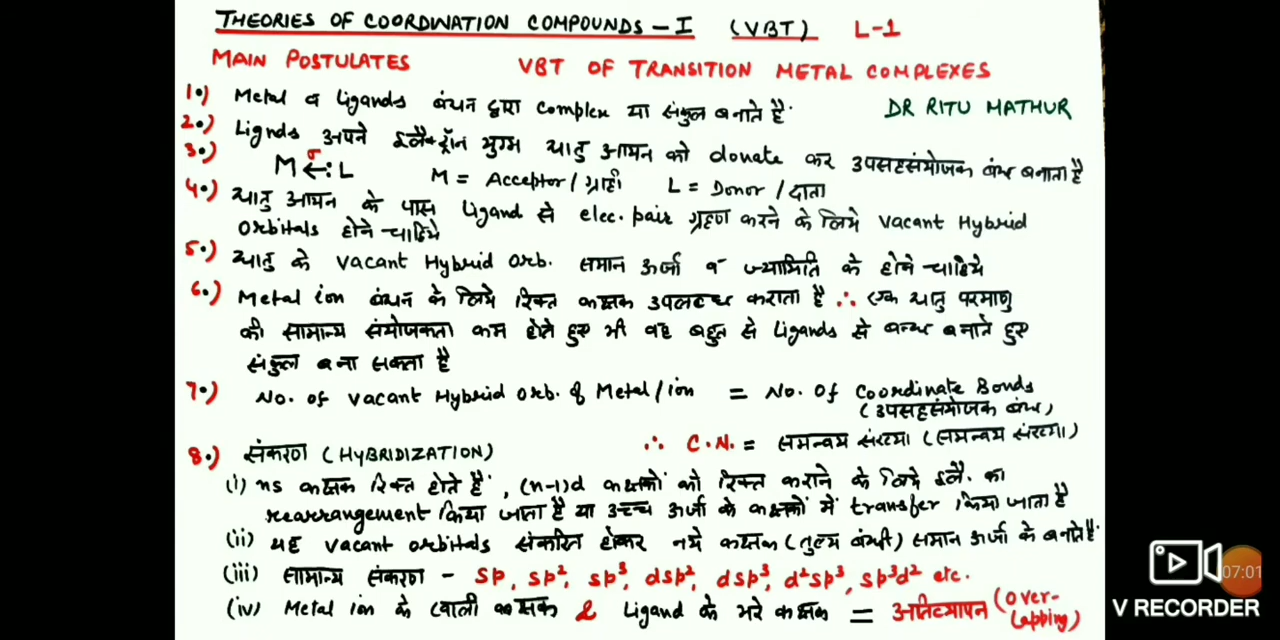 THEORIES OF COORDINATION COMPOUNDS - I (VBT) L-1
MAIN POSTULATES VBT OF TRANSITION METAL COMPLEXES
DR RITU MATHUR
1.) Metal व Ligands बंधन द्वारा complex या संकुल बनाते है.
2.) Lignds अपने इलैक्ट्रॉन युग्म धातु आयन को donate कर उपसहसंयोजक बंध बनाता है
3.) M ←: L σ M = Acceptor/ग्राही L = Donor/दाता
4.) धातु आयन के पास Ligand से elec. pair ग्रहण करने के लिये vacant Hybrid
orbitals होने चाहिये
5.) धातु के vacant Hybrid Orb. समान ऊर्जा व ज्यामिति के होने चाहिये
6.) Metal ion बंधन के लिये रिक्त कक्षक उपलब्ध कराता है ∴ एक धातु परमाणु
की सामान्य संयोजकता कम होते हुए भी वह बहुत से Ligands से बन्ध बनाते हुए
संकुल बना सकता है
7.) No. of vacant Hybrid Orb. of Metal/ion = No. of Coordinate Bonds
(उपसहसंयोजक बंध)
∴ C.N. = समन्वय संख्या (समन्वय संख्या)
8.) संकरण (HYBRIDIZATION)
(i) ns कक्षक रिक्त होते हैं, (n-1)d कक्षकों को रिक्त कराने के लिये इलै. का
rearrangement किया जाता है या उच्च ऊर्जा के कक्षकों में transfer किया जाता है
(ii) यह vacant orbitals संकरित होकर नये कक्षक (तुल्य बंधी) समान ऊर्जा के बनाते है.
(iii) सामान्य संकरण - sp, sp², sp³, dsp², dsp³, d²sp³, sp³d² etc.
(iv) Metal ion के खाली कक्षक & Ligand के भरे कक्षक = अतिव्यापन (over-
lapping)
07:01
V RECORDER